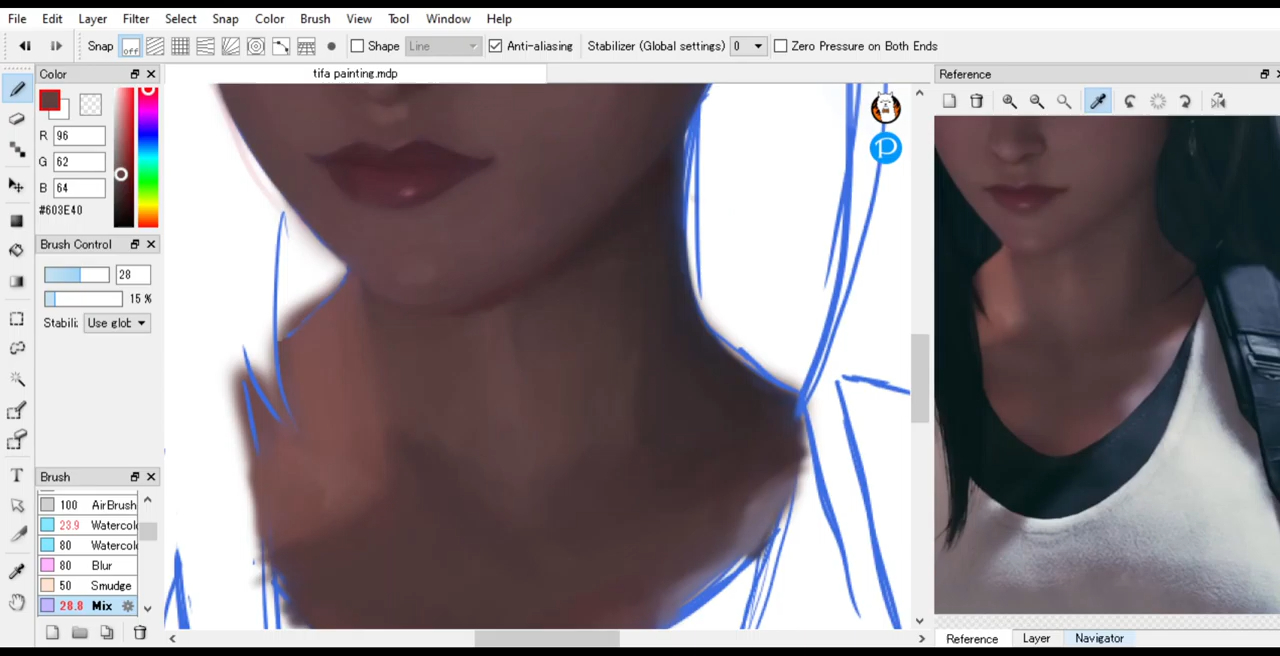 File Edit Layer Filter Select Snap Color Brush View Tool Window Help
Snap off Shape Line Anti-aliasing Stabilizer (Global settings) 0 Zero Pressure on Both Ends
Color
tifa painting.mdp
Reference
R 96
G 62
B 64
#603E40
Brush Control
28
15 %
Stabili: Use glot
Brush
100 AirBrush
23.9 Watercol
80 Watercol
80 Blur
50 Smudge
28.8 Mix
T
P
Reference Layer Navigator